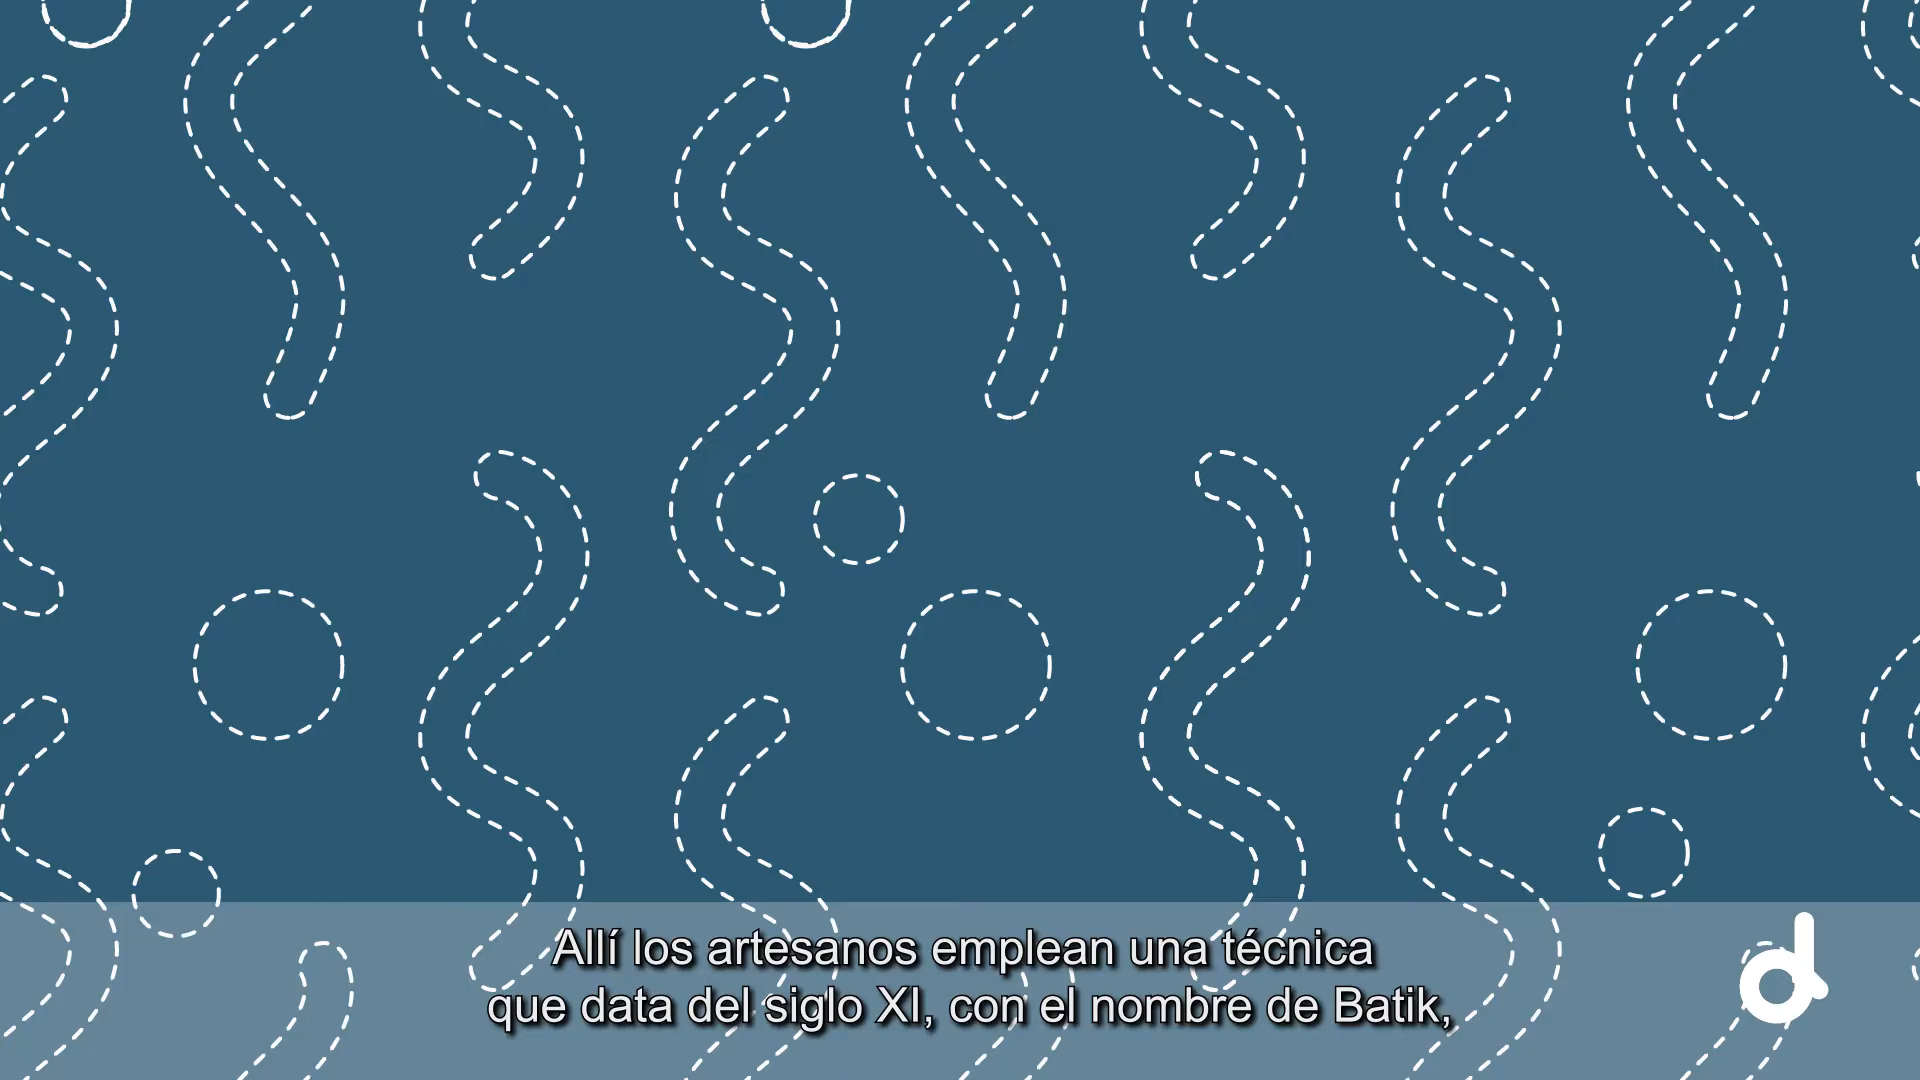 Allí los artesanos emplean una técnica
que data del siglo XI, con el nombre de Batik,